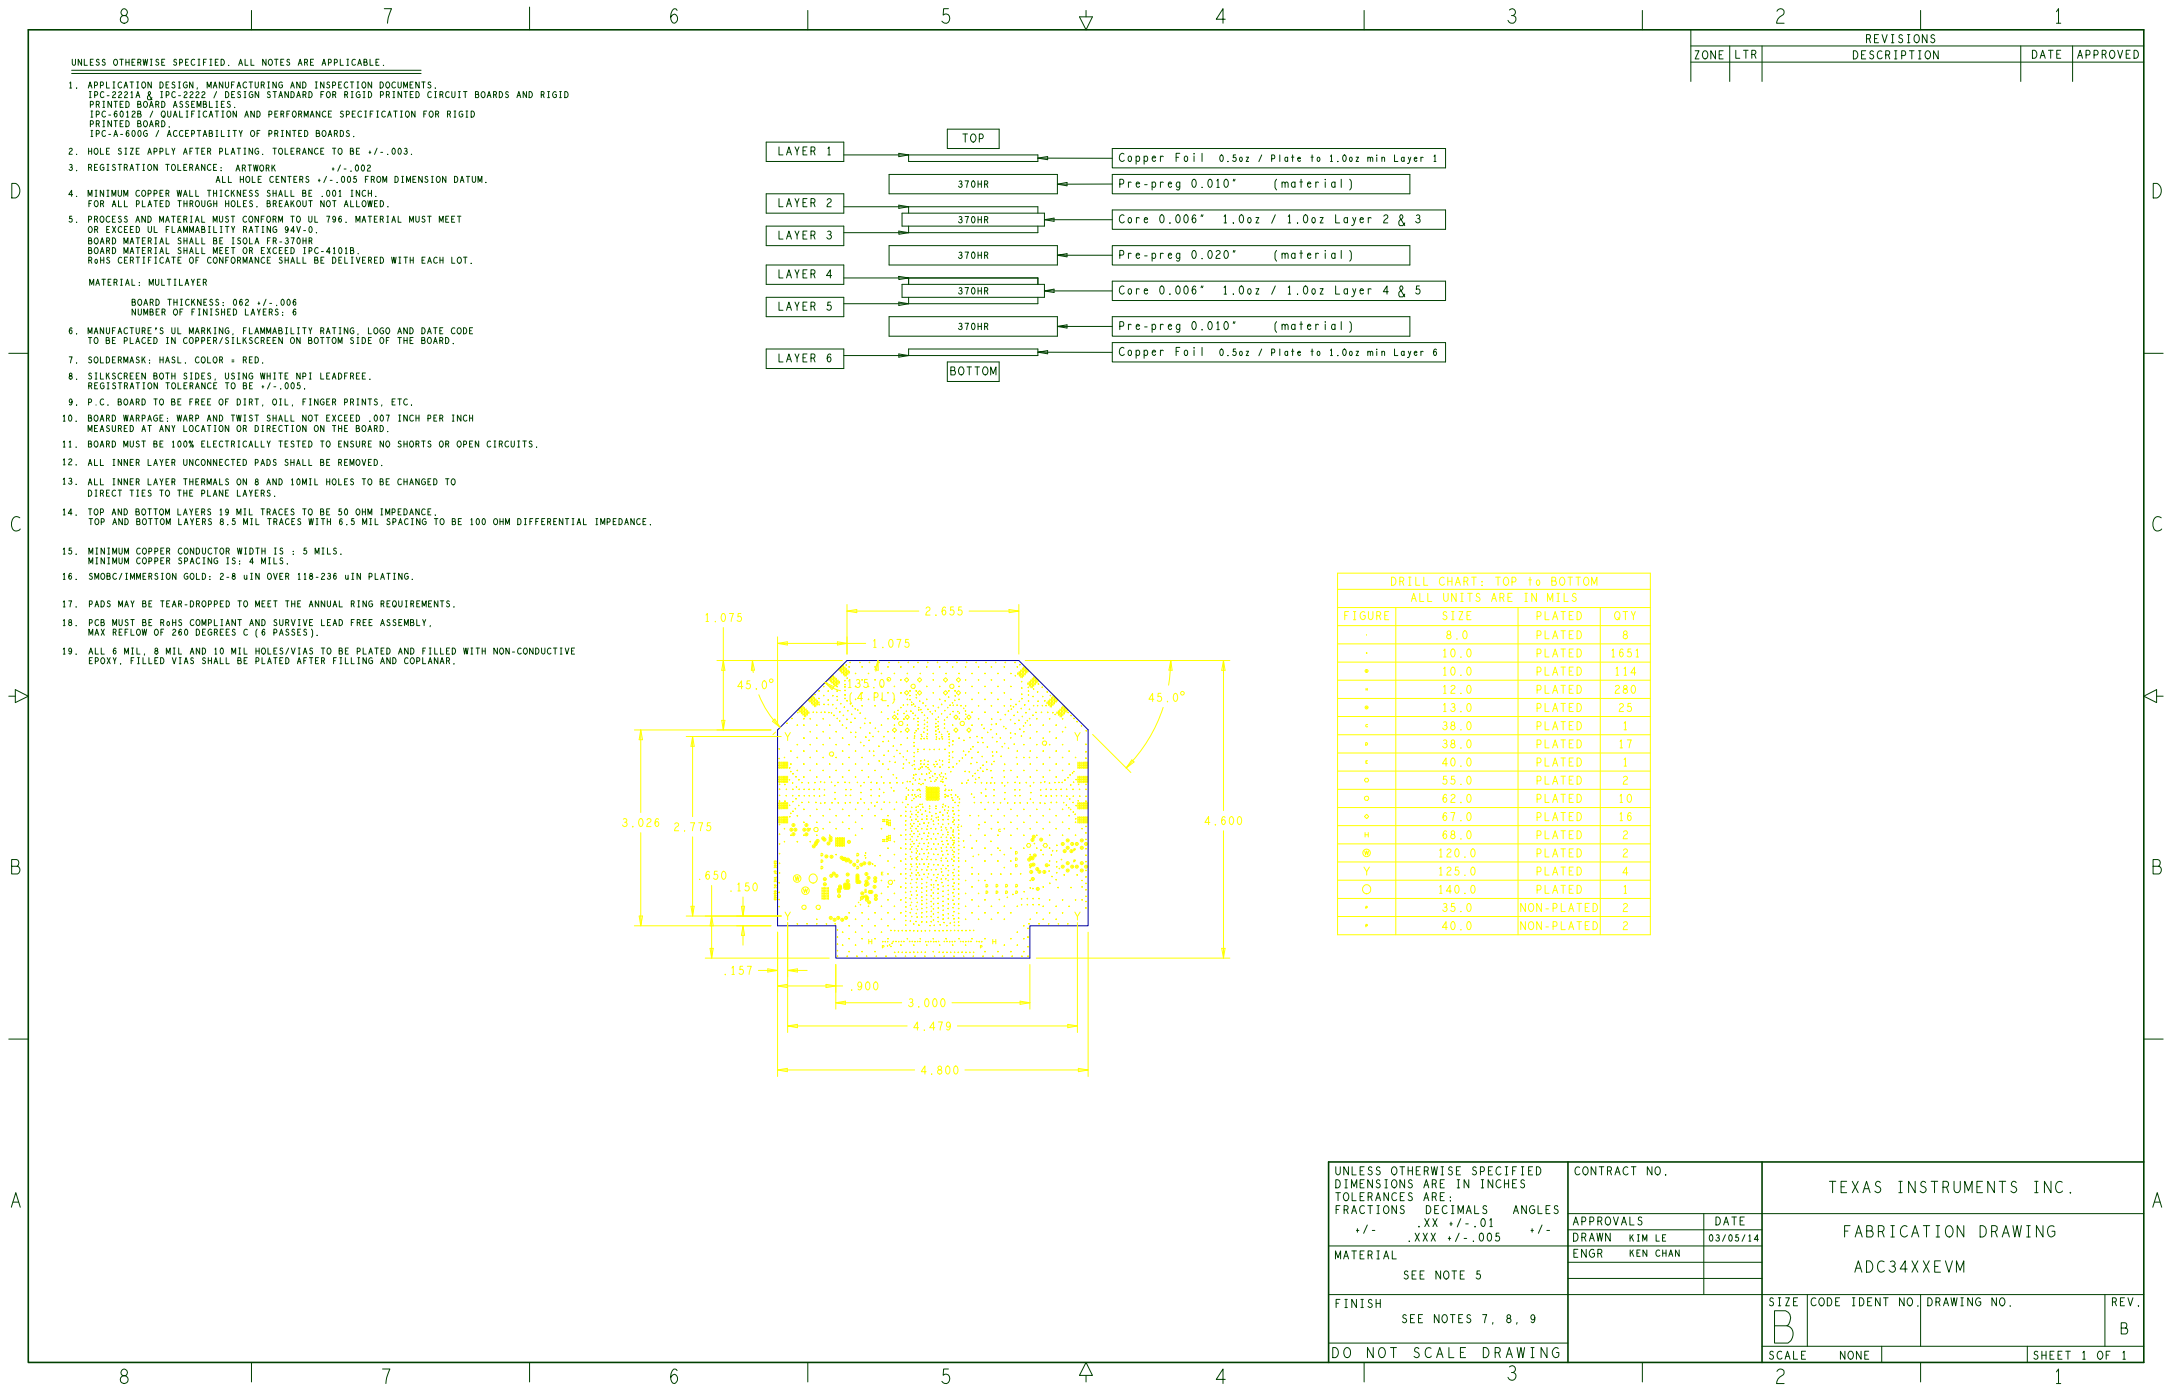 8 7 6 5 4 3 2 1
REVISIONS
ZONE LTR DESCRIPTION DATE APPROVED
UNLESS OTHERWISE SPECIFIED. ALL NOTES ARE APPLICABLE.
1. APPLICATION DESIGN, MANUFACTURING AND INSPECTION DOCUMENTS.
IPC-2221A & IPC-2222 / DESIGN STANDARD FOR RIGID PRINTED CIRCUIT BOARDS AND RIGID
PRINTED BOARD ASSEMBLIES.
IPC-6012B / QUALIFICATION AND PERFORMANCE SPECIFICATION FOR RIGID
PRINTED BOARD.
IPC-A-600G / ACCEPTABILITY OF PRINTED BOARDS.
2. HOLE SIZE APPLY AFTER PLATING. TOLERANCE TO BE +/-.003.
3. REGISTRATION TOLERANCE: ARTWORK +/-.002
ALL HOLE CENTERS +/-.005 FROM DIMENSION DATUM.
4. MINIMUM COPPER WALL THICKNESS SHALL BE .001 INCH.
FOR ALL PLATED THROUGH HOLES. BREAKOUT NOT ALLOWED.
5. PROCESS AND MATERIAL MUST CONFORM TO UL 796. MATERIAL MUST MEET
OR EXCEED UL FLAMMABILITY RATING 94V-0.
BOARD MATERIAL SHALL BE ISOLA FR-370HR
BOARD MATERIAL SHALL MEET OR EXCEED IPC-4101B.
RoHS CERTIFICATE OF CONFORMANCE SHALL BE DELIVERED WITH EACH LOT.
MATERIAL: MULTILAYER
BOARD THICKNESS: 062 +/-.006
NUMBER OF FINISHED LAYERS: 6
6. MANUFACTURE'S UL MARKING, FLAMMABILITY RATING, LOGO AND DATE CODE
TO BE PLACED IN COPPER/SILKSCREEN ON BOTTOM SIDE OF THE BOARD.
7. SOLDERMASK: HASL. COLOR = RED.
8. SILKSCREEN BOTH SIDES, USING WHITE NPI LEADFREE.
REGISTRATION TOLERANCE TO BE +/-.005.
9. P.C. BOARD TO BE FREE OF DIRT, OIL, FINGER PRINTS, ETC.
10. BOARD WARPAGE: WARP AND TWIST SHALL NOT EXCEED .007 INCH PER INCH
MEASURED AT ANY LOCATION OR DIRECTION ON THE BOARD.
11. BOARD MUST BE 100% ELECTRICALLY TESTED TO ENSURE NO SHORTS OR OPEN CIRCUITS.
12. ALL INNER LAYER UNCONNECTED PADS SHALL BE REMOVED.
13. ALL INNER LAYER THERMALS ON 8 AND 10MIL HOLES TO BE CHANGED TO
DIRECT TIES TO THE PLANE LAYERS.
14. TOP AND BOTTOM LAYERS 19 MIL TRACES TO BE 50 OHM IMPEDANCE.
TOP AND BOTTOM LAYERS 8.5 MIL TRACES WITH 6.5 MIL SPACING TO BE 100 OHM DIFFERENTIAL IMPEDANCE.
15. MINIMUM COPPER CONDUCTOR WIDTH IS : 5 MILS.
MINIMUM COPPER SPACING IS: 4 MILS.
16. SMOBC/IMMERSION GOLD: 2-8 uIN OVER 118-236 uIN PLATING.
17. PADS MAY BE TEAR-DROPPED TO MEET THE ANNUAL RING REQUIREMENTS.
18. PCB MUST BE RoHS COMPLIANT AND SURVIVE LEAD FREE ASSEMBLY,
MAX REFLOW OF 260 DEGREES C (6 PASSES).
19. ALL 6 MIL, 8 MIL AND 10 MIL HOLES/VIAS TO BE PLATED AND FILLED WITH NON-CONDUCTIVE
EPOXY. FILLED VIAS SHALL BE PLATED AFTER FILLING AND COPLANAR.
TOP
LAYER 1 Copper Foil 0.5oz / Plate to 1.0oz min Layer 1
370HR Pre-preg 0.010" (material)
LAYER 2
370HR Core 0.006" 1.0oz / 1.0oz Layer 2 & 3
LAYER 3
370HR Pre-preg 0.020" (material)
LAYER 4
370HR Core 0.006" 1.0oz / 1.0oz Layer 4 & 5
LAYER 5
370HR Pre-preg 0.010" (material)
LAYER 6 Copper Foil 0.5oz / Plate to 1.0oz min Layer 6
BOTTOM
D D
C C
B B
A A
2.655
1.075
1.075
45.0°
135.0°
(4 PL)
45.0°
3.026
2.775
4.600
.650
.150
.157
.900
3.000
4.479
4.800
DRILL CHART: TOP to BOTTOM
ALL UNITS ARE IN MILS
FIGURE SIZE PLATED QTY
8.0 PLATED 8
10.0 PLATED 1651
10.0 PLATED 114
12.0 PLATED 280
13.0 PLATED 25
38.0 PLATED 1
38.0 PLATED 17
40.0 PLATED 1
55.0 PLATED 2
62.0 PLATED 10
67.0 PLATED 16
68.0 PLATED 2
120.0 PLATED 2
Y 125.0 PLATED 4
140.0 PLATED 1
35.0 NON-PLATED 2
40.0 NON-PLATED 2
UNLESS OTHERWISE SPECIFIED
DIMENSIONS ARE IN INCHES
TOLERANCES ARE:
FRACTIONS DECIMALS ANGLES
+/- .XX +/-.01 +/-
.XXX +/-.005
MATERIAL
SEE NOTE 5
FINISH
SEE NOTES 7, 8, 9
DO NOT SCALE DRAWING
CONTRACT NO.
APPROVALS DATE
DRAWN KIM LE 03/05/14
ENGR KEN CHAN
TEXAS INSTRUMENTS INC.
FABRICATION DRAWING
ADC34XXEVM
SIZE CODE IDENT NO. DRAWING NO. REV.
B B
SCALE NONE SHEET 1 OF 1
8 7 6 5 4 3 2 1